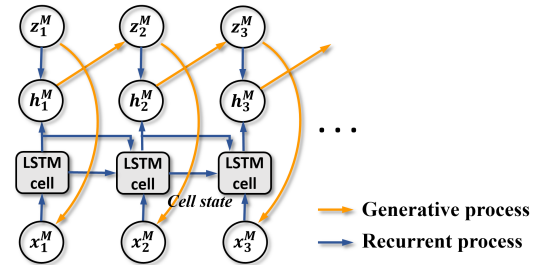 z₁ᴹ z₂ᴹ z₃ᴹ
h₁ᴹ h₂ᴹ h₃ᴹ
. . .
LSTM cell LSTM cell LSTM cell
Cell state
x₁ᴹ x₂ᴹ x₃ᴹ
Generative process
Recurrent process